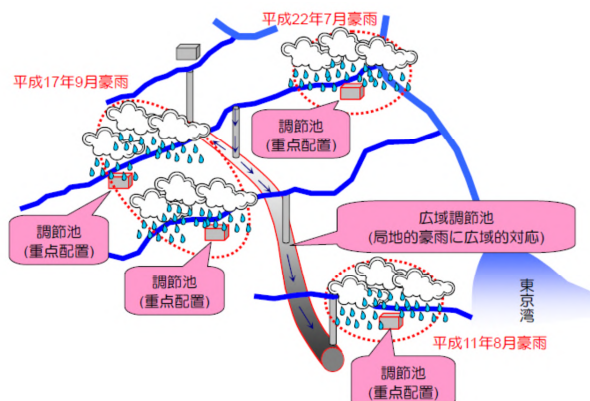 平成22年7月豪雨
平成17年9月豪雨
調節池
(重点配置)
広域調節池
(局地的豪雨に広域的対応)
調節池
(重点配置)
調節池
(重点配置)
東京湾
平成11年8月豪雨
調節池
(重点配置)